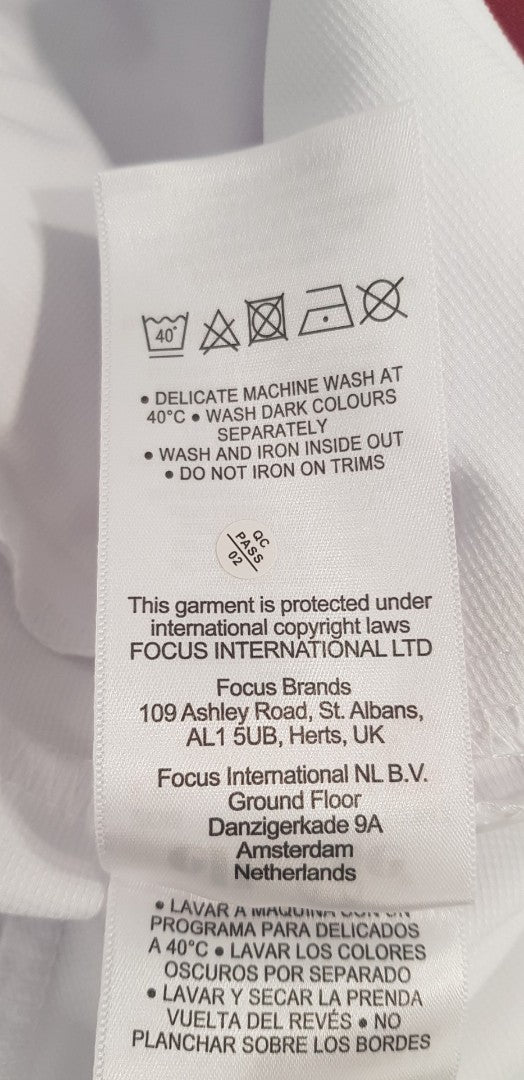 40°
• DELICATE MACHINE WASH AT
40°C • WASH DARK COLOURS
SEPARATELY
• WASH AND IRON INSIDE OUT
• DO NOT IRON ON TRIMS
QC
PASS
02
This garment is protected under
international copyright laws
FOCUS INTERNATIONAL LTD
Focus Brands
109 Ashley Road, St. Albans,
AL1 5UB, Herts, UK
Focus International NL B.V.
Ground Floor
Danzigerkade 9A
Amsterdam
Netherlands
• LAVAR A MAQUINA CON UN
PROGRAMA PARA DELICADOS
A 40°C • LAVAR LOS COLORES
OSCUROS POR SEPARADO
• LAVAR Y SECAR LA PRENDA
VUELTA DEL REVÉS • NO
PLANCHAR SOBRE LOS BORDES